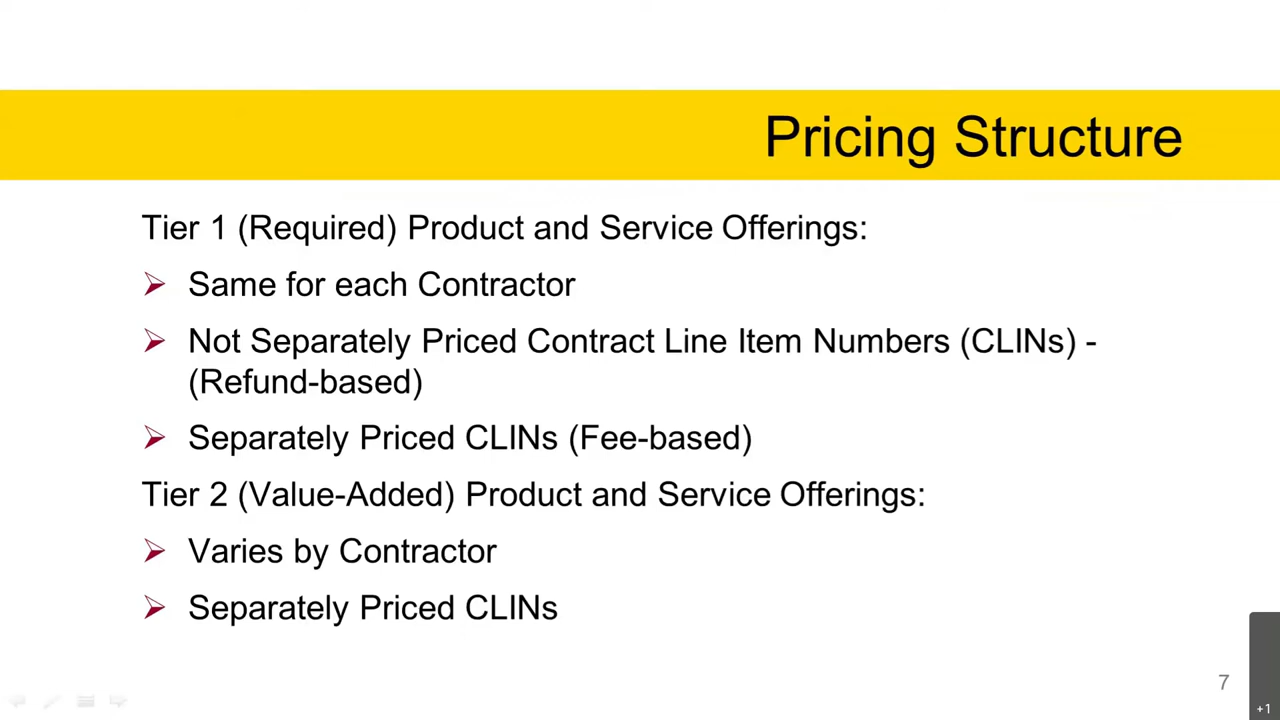 Pricing Structure
Tier 1 (Required) Product and Service Offerings:
Same for each Contractor
Not Separately Priced Contract Line Item Numbers (CLINs) -
(Refund-based)
Separately Priced CLINs (Fee-based)
Tier 2 (Value-Added) Product and Service Offerings:
Varies by Contractor
Separately Priced CLINs
7
+1